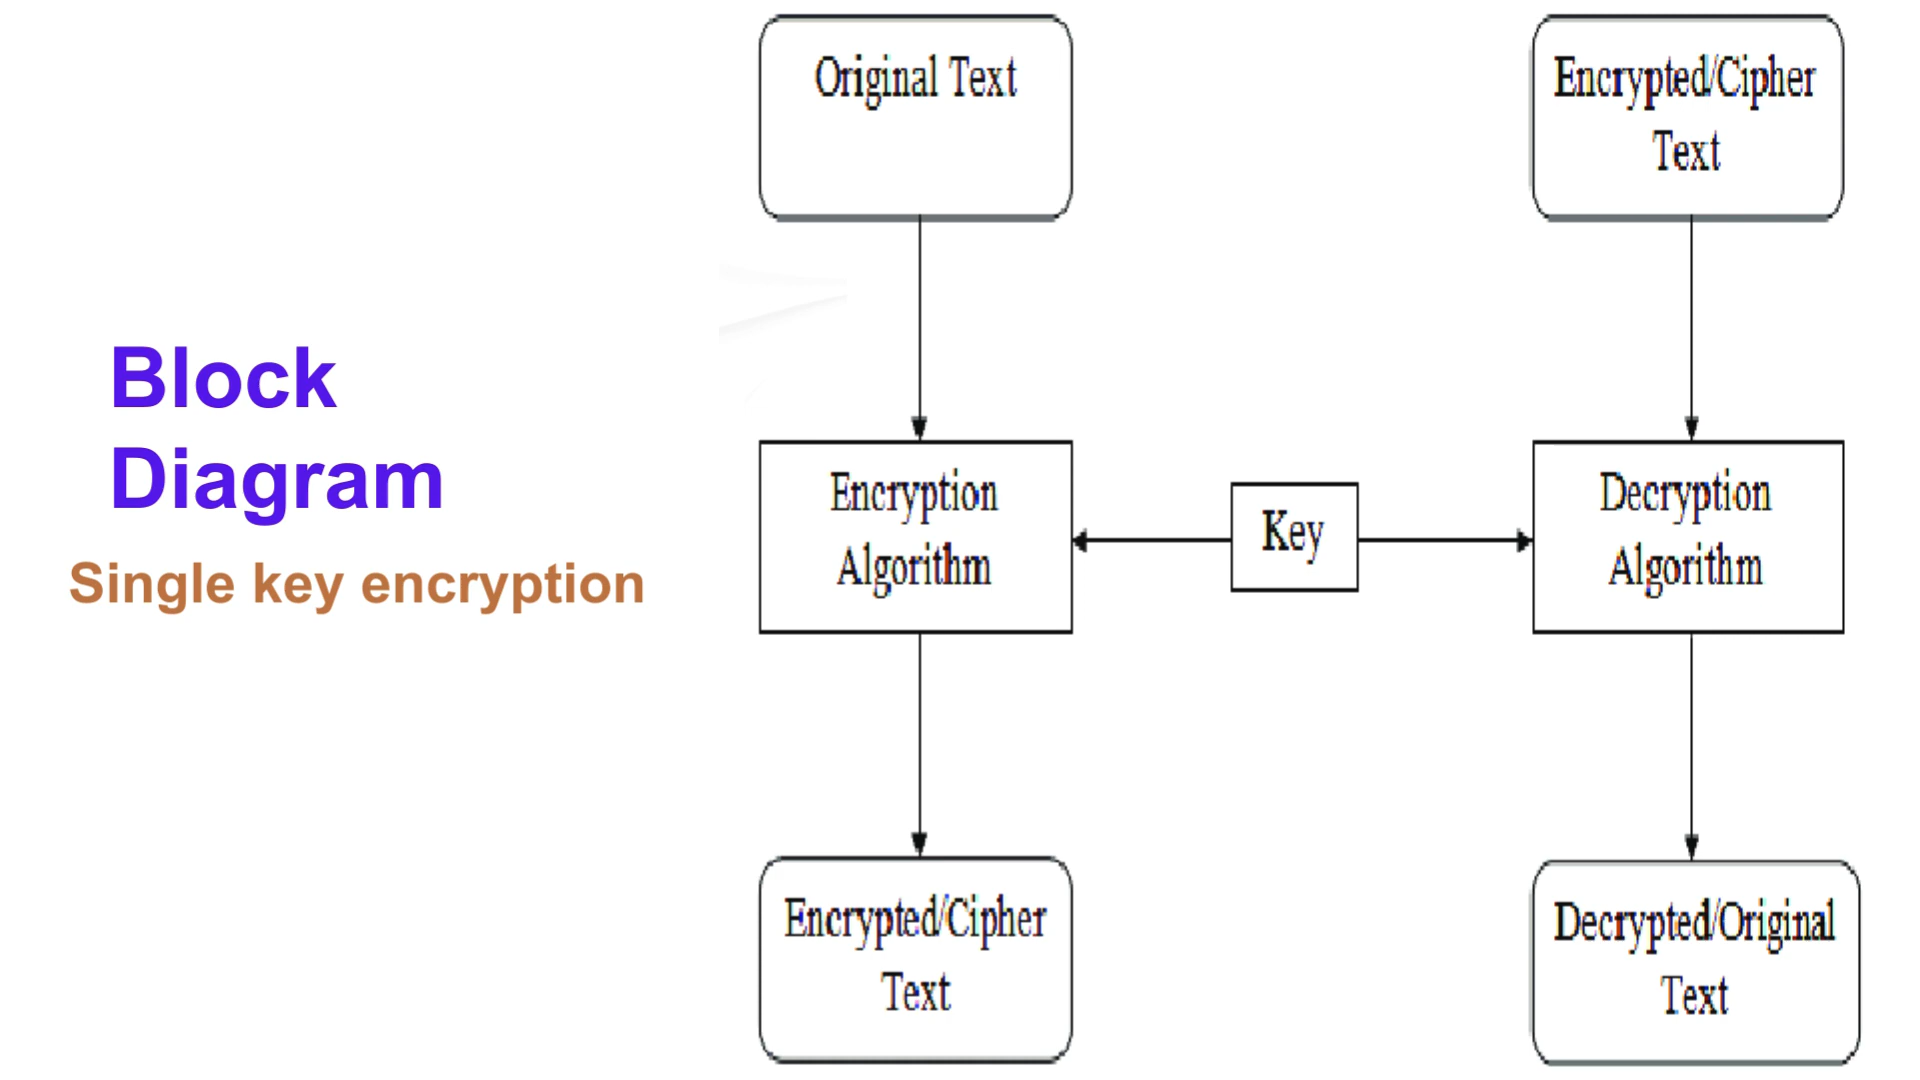 Block
Diagram
Single key encryption
Original Text
Encryption
Algorithm
Encrypted/Cipher
Text
Key
Encrypted/Cipher
Text
Decryption
Algorithm
Decrypted/Original
Text